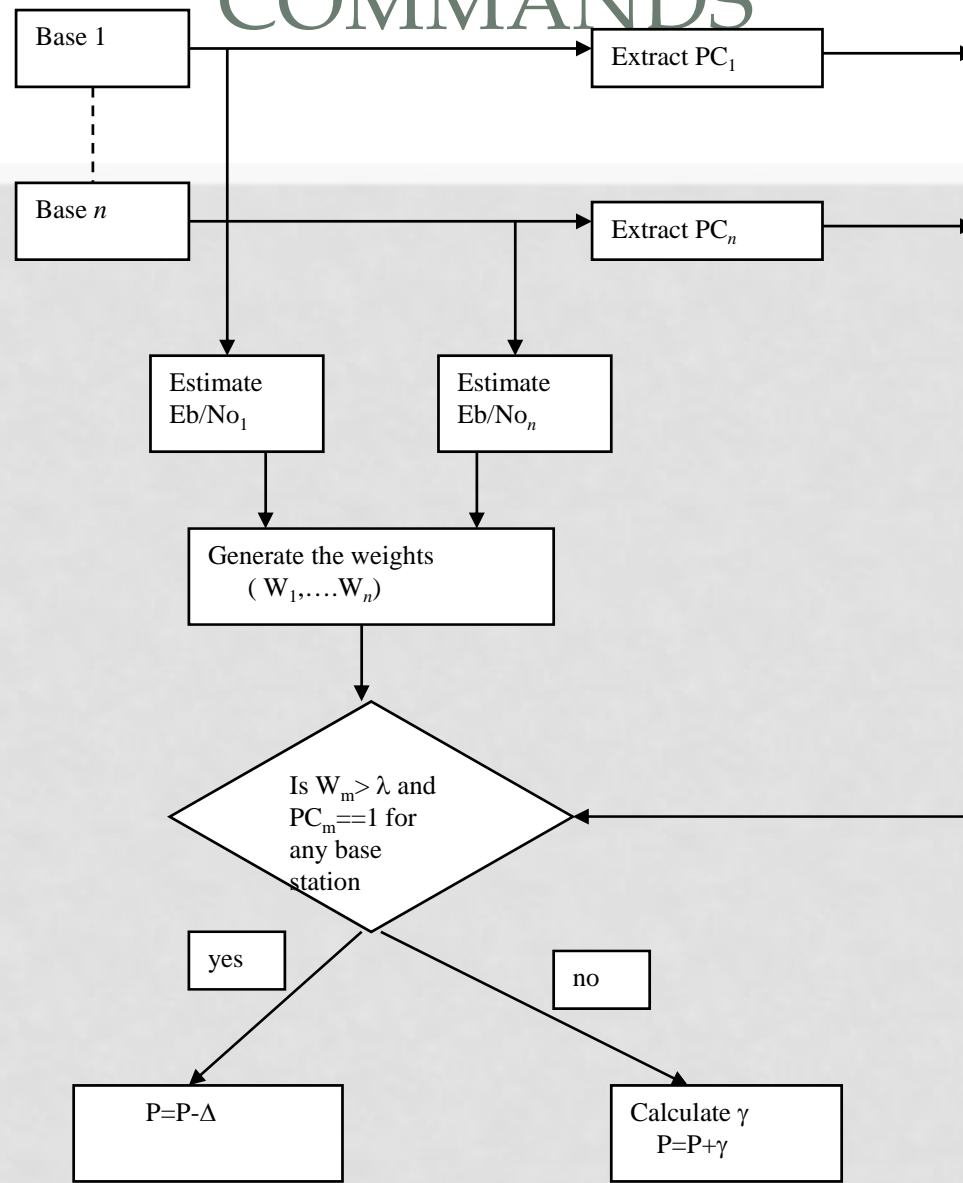 COMMANDS
Base 1
Extract PC₁
Base n
Extract PCₙ
Estimate
Eb/No₁
Estimate
Eb/Noₙ
Generate the weights
( W₁,….Wₙ)
Is Wₘ> λ and
PCₘ==1 for
any base
station
yes
no
P=P-Δ
Calculate γ
P=P+γ